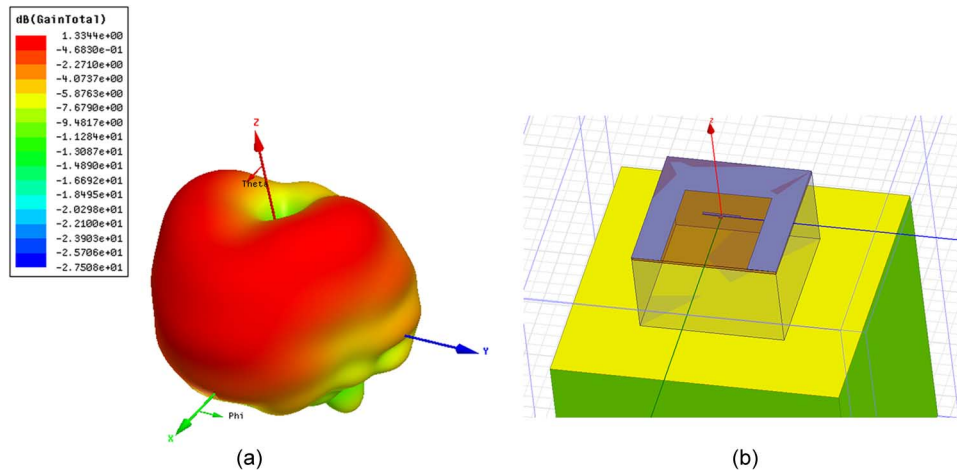 dB(GainTotal)
1.3344e+00
-4.6830e-01
-2.2710e+00
-4.0737e+00
-5.8763e+00
-7.6790e+00
-9.4817e+00
-1.1284e+01
-1.3087e+01
-1.4890e+01
-1.6692e+01
-1.8495e+01
-2.0298e+01
-2.2100e+01
-2.3903e+01
-2.5706e+01
-2.7508e+01
Z
Theta
Y
Phi
X
z
(a)
(b)